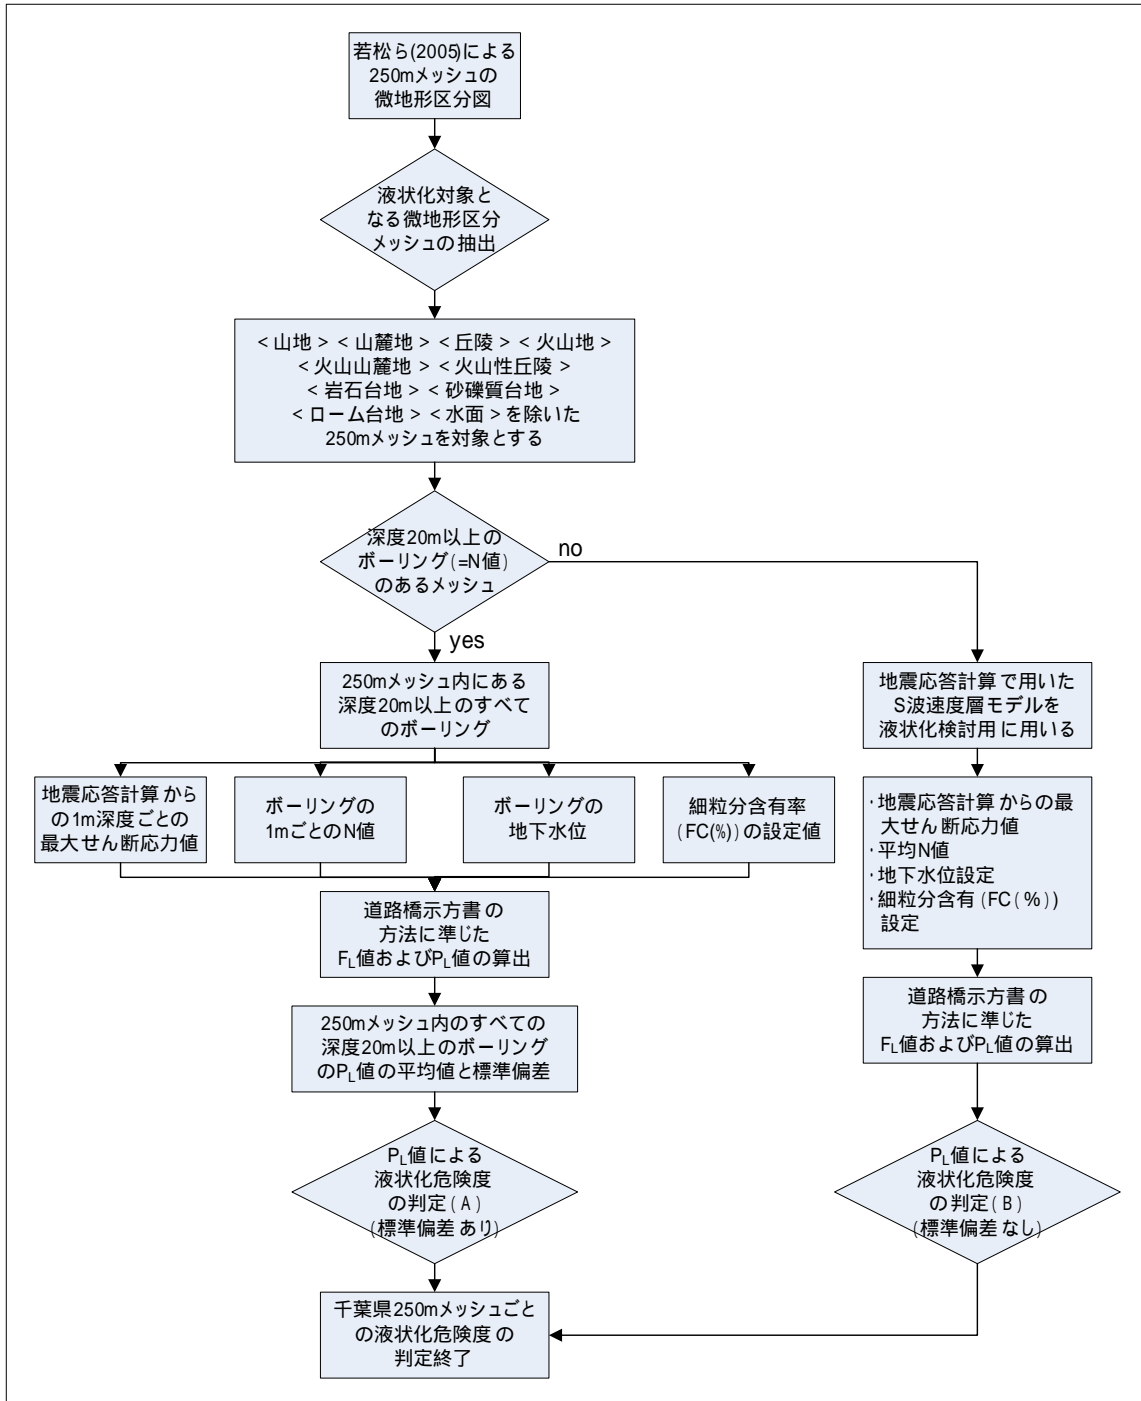 若松ら(2005)による
250mメッシュの
微地形区分図
液状化対象と
なる微地形区分
メッシュの抽出
<山地><山麓地><丘陵><火山地>
<火山山麓地><火山性丘陵>
<岩石台地><砂礫質台地>
<ローム台地><水面>を除いた
250mメッシュを対象とする
深度20m以上の
ボーリング(=N値)
のあるメッシュ
no
yes
250mメッシュ内にある
深度20m以上のすべて
のボーリング
地震応答計算から
の1m深度ごとの
最大せん断応力値
ボーリングの
1mごとのN値
ボーリングの
地下水位
細粒分含有率
(FC(%))の設定値
道路橋示方書の
方法に準じた
FL値およびPL値の算出
250mメッシュ内のすべての
深度20m以上のボーリング
のPL値の平均値と標準偏差
PL値による
液状化危険度
の判定(A)
(標準偏差あり)
地震応答計算で用いた
S波速度層モデルを
液状化検討用に用いる
・地震応答計算からの最
大せん断応力値
・平均N値
・地下水位設定
・細粒分含有(FC(%))
設定
道路橋示方書の
方法に準じた
FL値およびPL値の算出
PL値による
液状化危険度
の判定(B)
(標準偏差なし)
千葉県250mメッシュごと
の液状化危険度の
判定終了